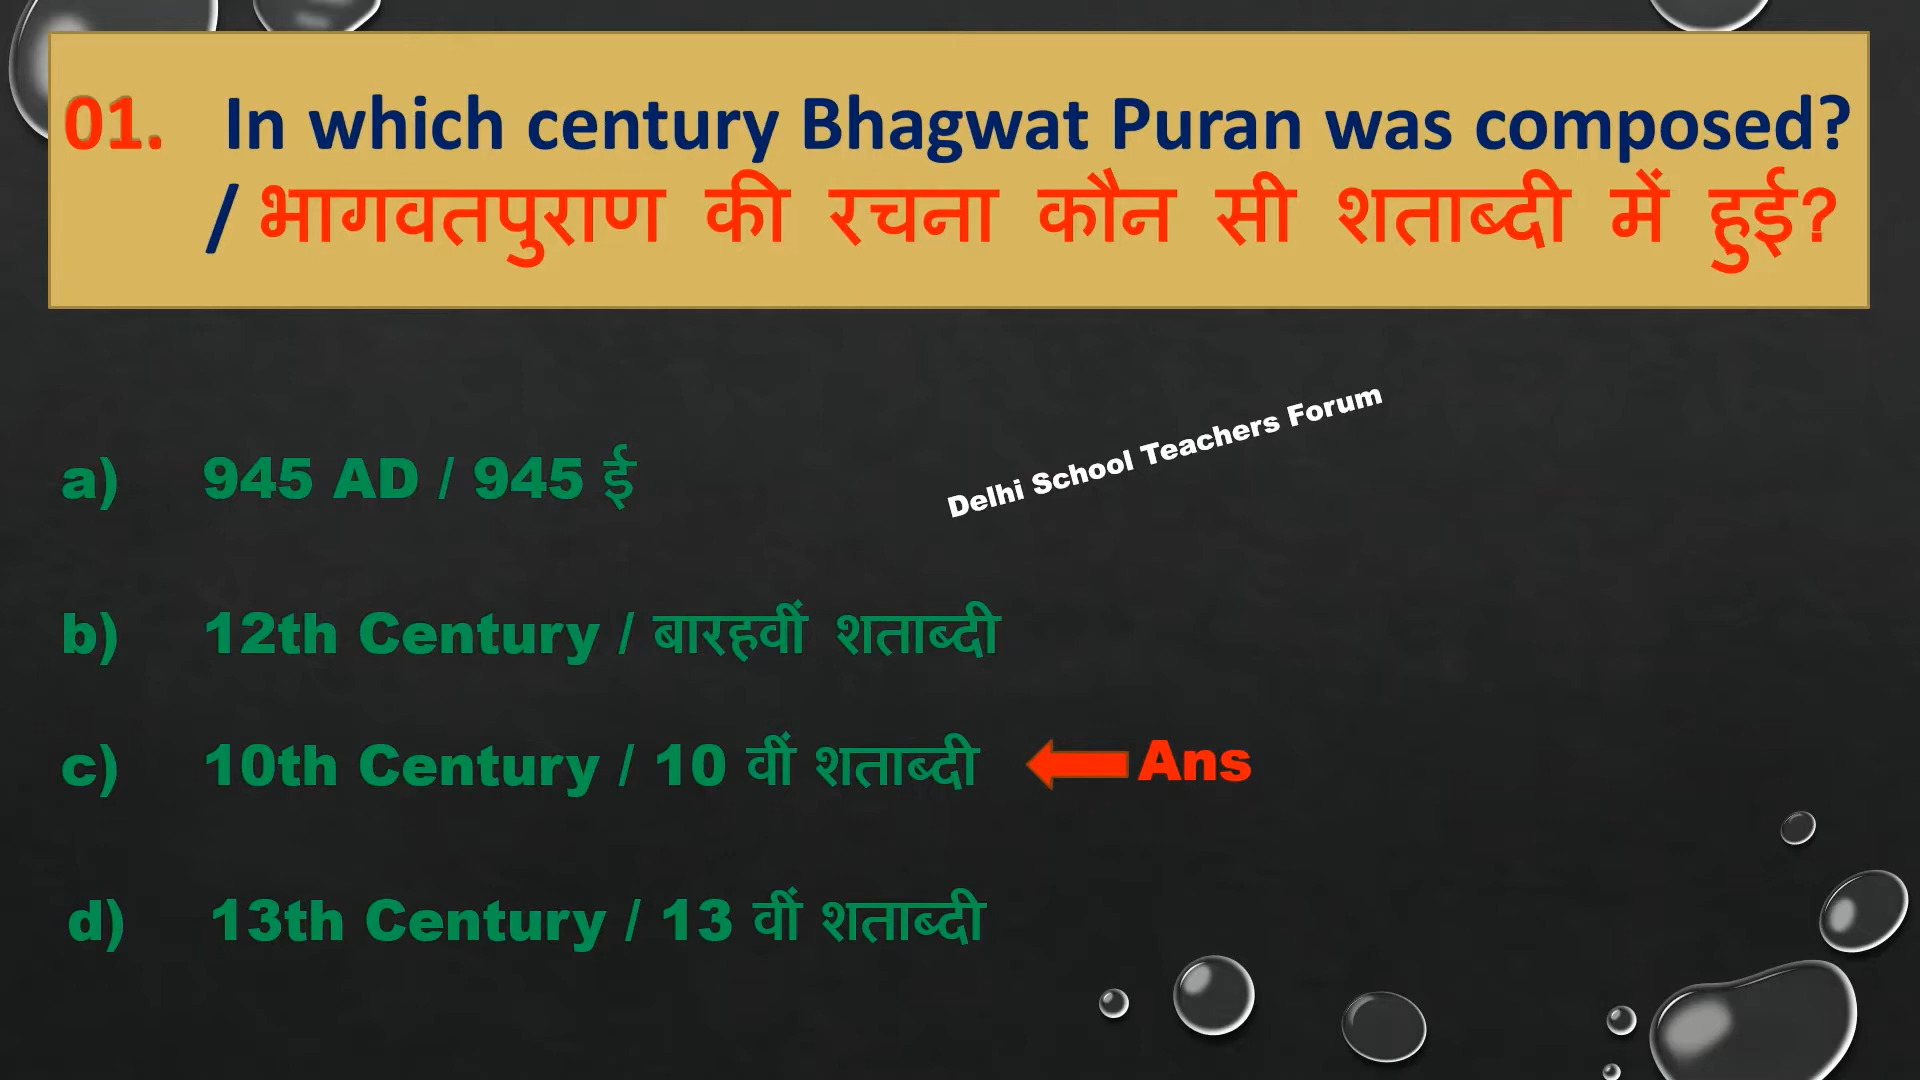 01. In which century Bhagwat Puran was composed?
/ भागवतपुराण की रचना कौन सी शताब्दी में हुई?
Delhi School Teachers Forum
a) 945 AD / 945 ई
b) 12th Century / बारहवीं शताब्दी
c) 10th Century / 10 वीं शताब्दी Ans
d) 13th Century / 13 वीं शताब्दी